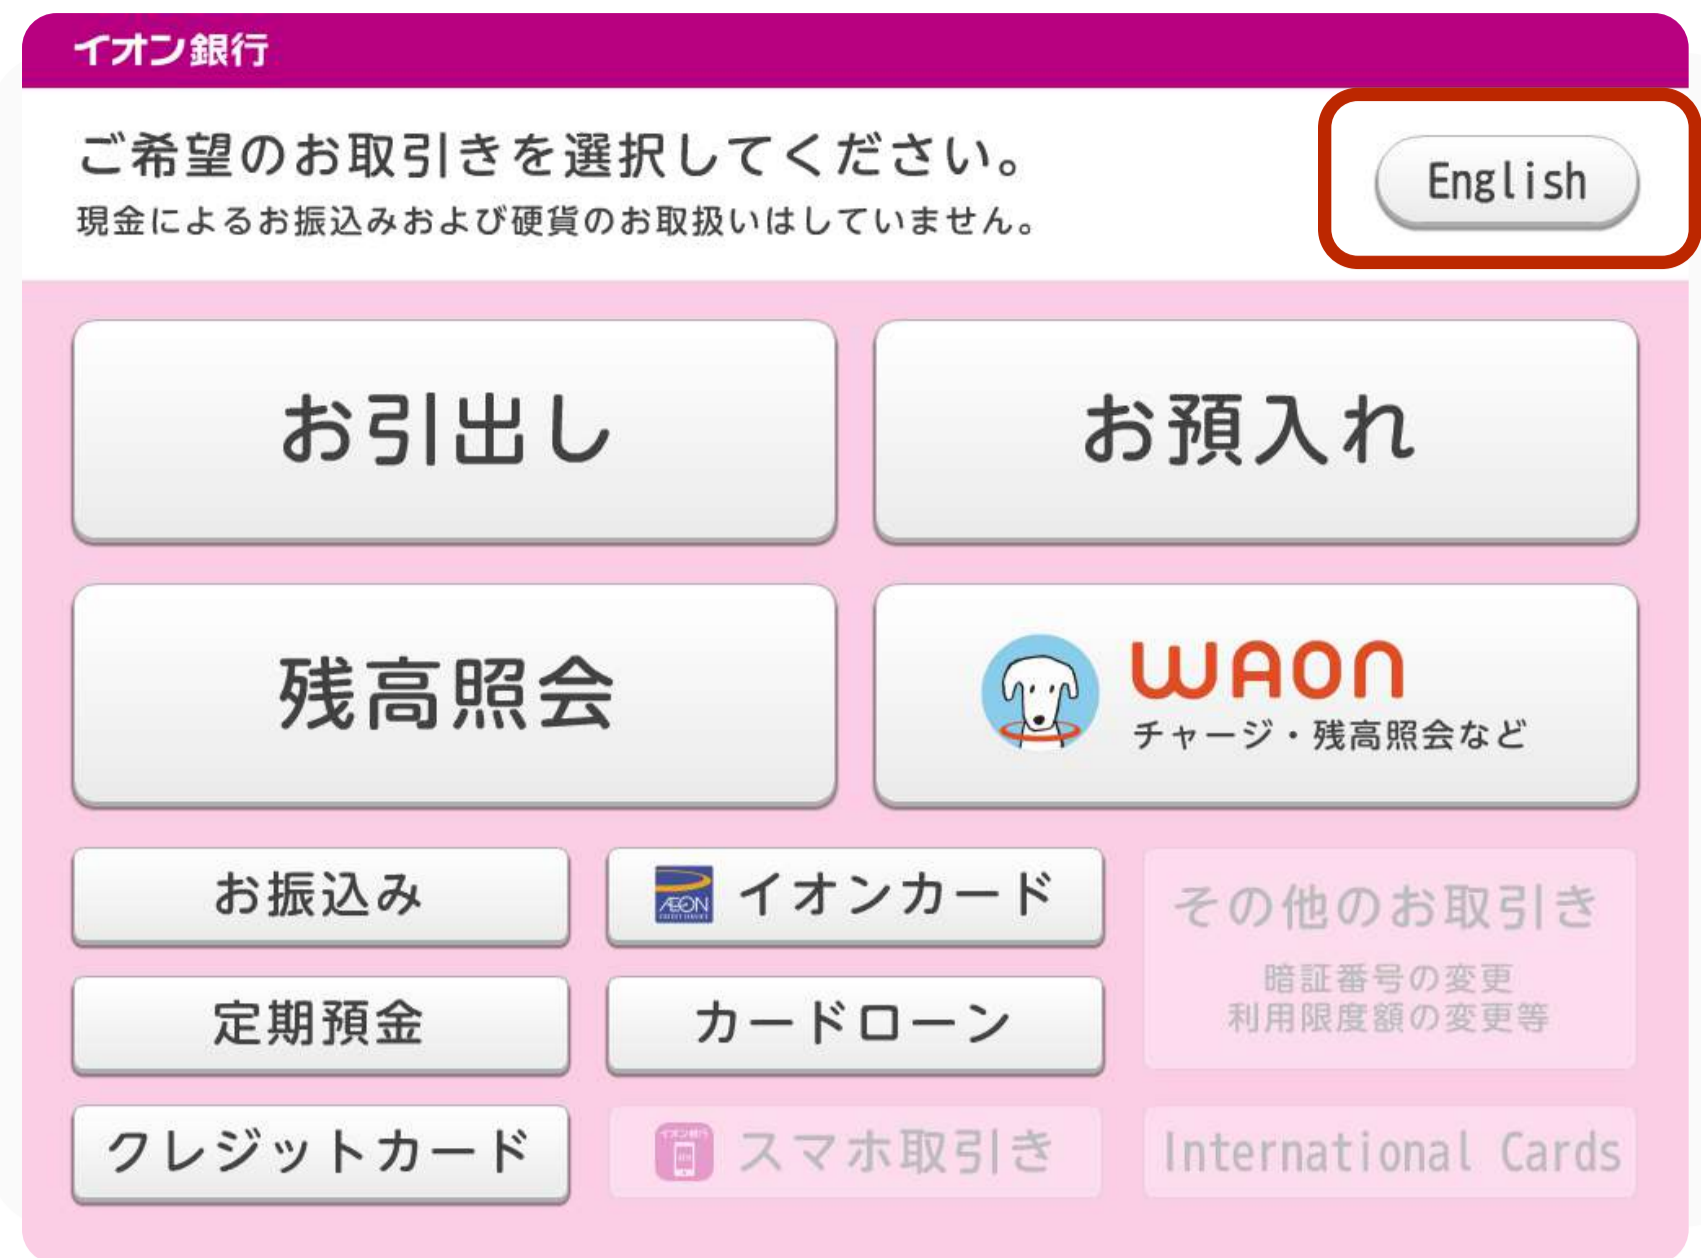 イオン銀行
ご希望のお取引きを選択してください。
現金によるお振込みおよび硬貨のお取扱いはしていません。
English
お引出し
お預入れ
残高照会
WAON
チャージ・残高照会など
お振込み
AEON
イオンカード
その他のお取引き
暗証番号の変更
利用限度額の変更等
定期預金
カードローン
クレジットカード
イオン銀行
スマホ取引き
International Cards